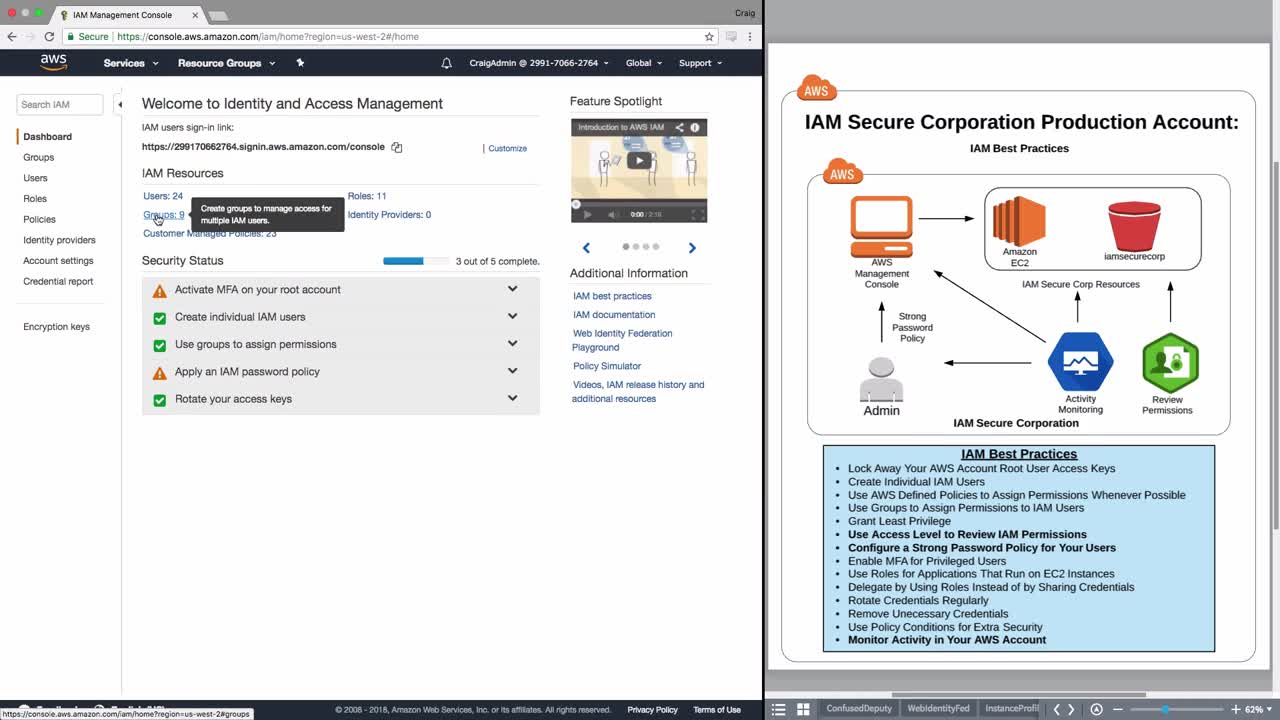 IAM Management Console
Craig
Secure | https://console.aws.amazon.com/iam/home?region=us-west-2#/home
aws
Services
Resource Groups
CraigAdmin @ 2991-7066-2764
Global
Support
Search IAM
Dashboard
Groups
Users
Roles
Policies
Identity providers
Account settings
Credential report
Encryption keys
Welcome to Identity and Access Management
IAM users sign-in link:
https://299170662764.signin.aws.amazon.com/console
| Customize
IAM Resources
Users: 24
Roles: 11
Groups: 9
Identity Providers: 0
Customer Managed Policies: 23
Create groups to manage access for
multiple IAM users.
Security Status
3 out of 5 complete.
Activate MFA on your root account
Create individual IAM users
Use groups to assign permissions
Apply an IAM password policy
Rotate your access keys
Feature Spotlight
Introduction to AWS IAM
0:00 / 2:16
Additional Information
IAM best practices
IAM documentation
Web Identity Federation
Playground
Policy Simulator
Videos, IAM release history and
additional resources
https://console.aws.amazon.com/iam/home?region=us-west-2#groups
© 2008 - 2018, Amazon Web Services, Inc. or its affiliates. All rights reserved.
Privacy Policy
Terms of Use
AWS
IAM Secure Corporation Production Account:
IAM Best Practices
AWS
AWS
Management
Console
Amazon
EC2
iamsecurecorp
IAM Secure Corp Resources
Strong
Password
Policy
Admin
Activity
Monitoring
Review
Permissions
IAM Secure Corporation
IAM Best Practices
• Lock Away Your AWS Account Root User Access Keys
• Create Individual IAM Users
• Use AWS Defined Policies to Assign Permissions Whenever Possible
• Use Groups to Assign Permissions to IAM Users
• Grant Least Privilege
• Use Access Level to Review IAM Permissions
• Configure a Strong Password Policy for Your Users
• Enable MFA for Privileged Users
• Use Roles for Applications That Run on EC2 Instances
• Delegate by Using Roles Instead of by Sharing Credentials
• Rotate Credentials Regularly
• Remove Unecessary Credentials
• Use Policy Conditions for Extra Security
• Monitor Activity in Your AWS Account
ConfusedDeputy
WebIdentityFed
InstanceProfil
62%